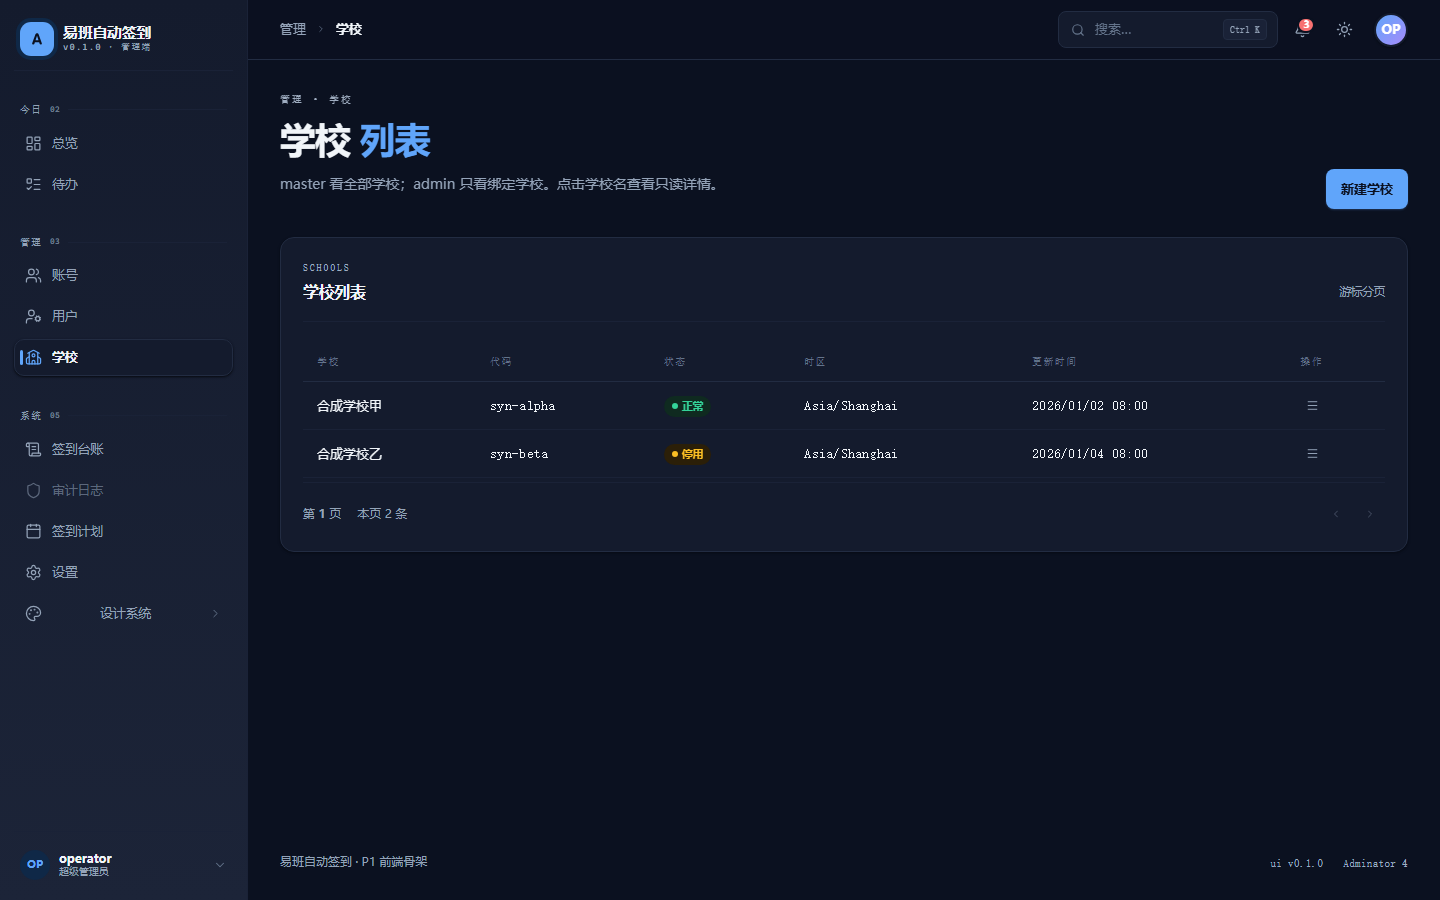 A
易班自动签到
v0.1.0 · 管理端
今日 02
总览
待办
管理 03
账号
用户
学校
系统 05
签到台账
审计日志
签到计划
设置
设计系统
OP
operator
超级管理员
管理 › 学校
搜索...
Ctrl K
3
OP
管理 · 学校
学校 列表
master 看全部学校；admin 只看绑定学校。点击学校名查看只读详情。
新建学校
SCHOOLS
学校列表
游标分页
学校 代码 状态 时区 更新时间 操作
合成学校甲 syn-alpha 正常 Asia/Shanghai 2026/01/02 08:00
合成学校乙 syn-beta 停用 Asia/Shanghai 2026/01/04 08:00
第 1 页 本页 2 条
易班自动签到 · P1 前端骨架
ui v0.1.0 Adminator 4